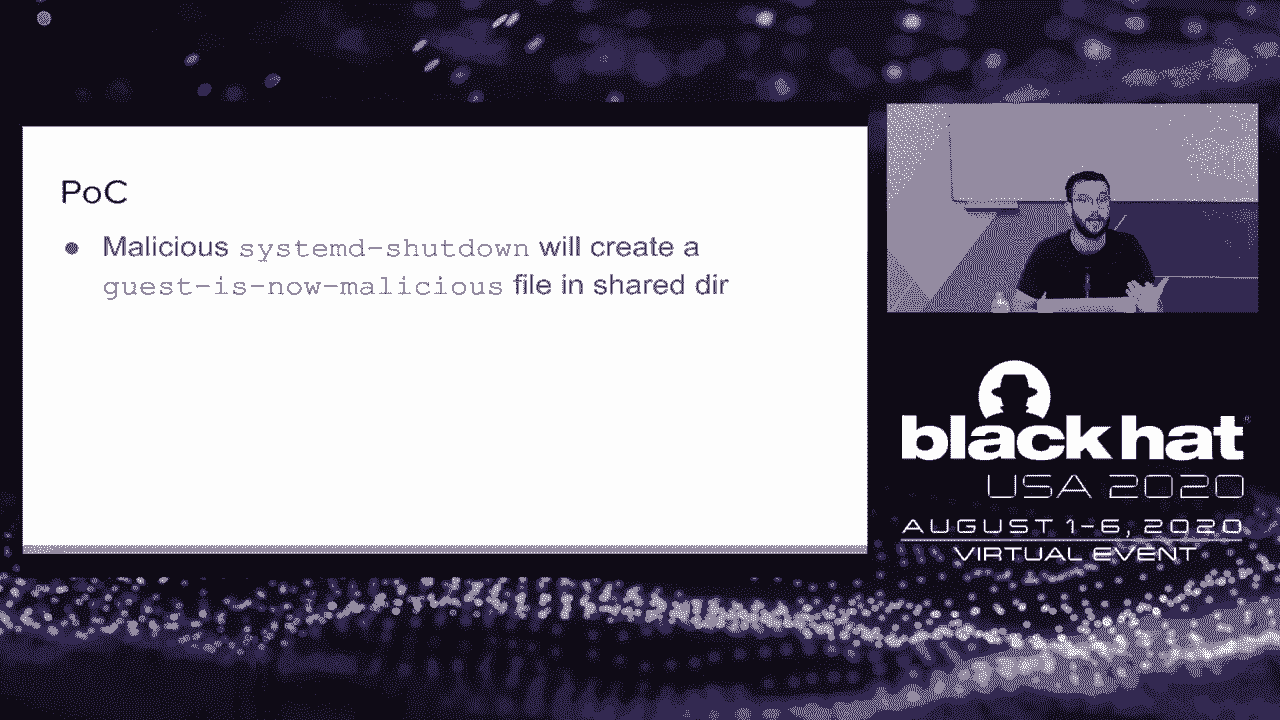 PoC
● Malicious systemd-shutdown will create a
guest-is-now-malicious file in shared dir
black hat®
USA 2020
AUGUST 1-6, 2020
VIRTUAL EVENT